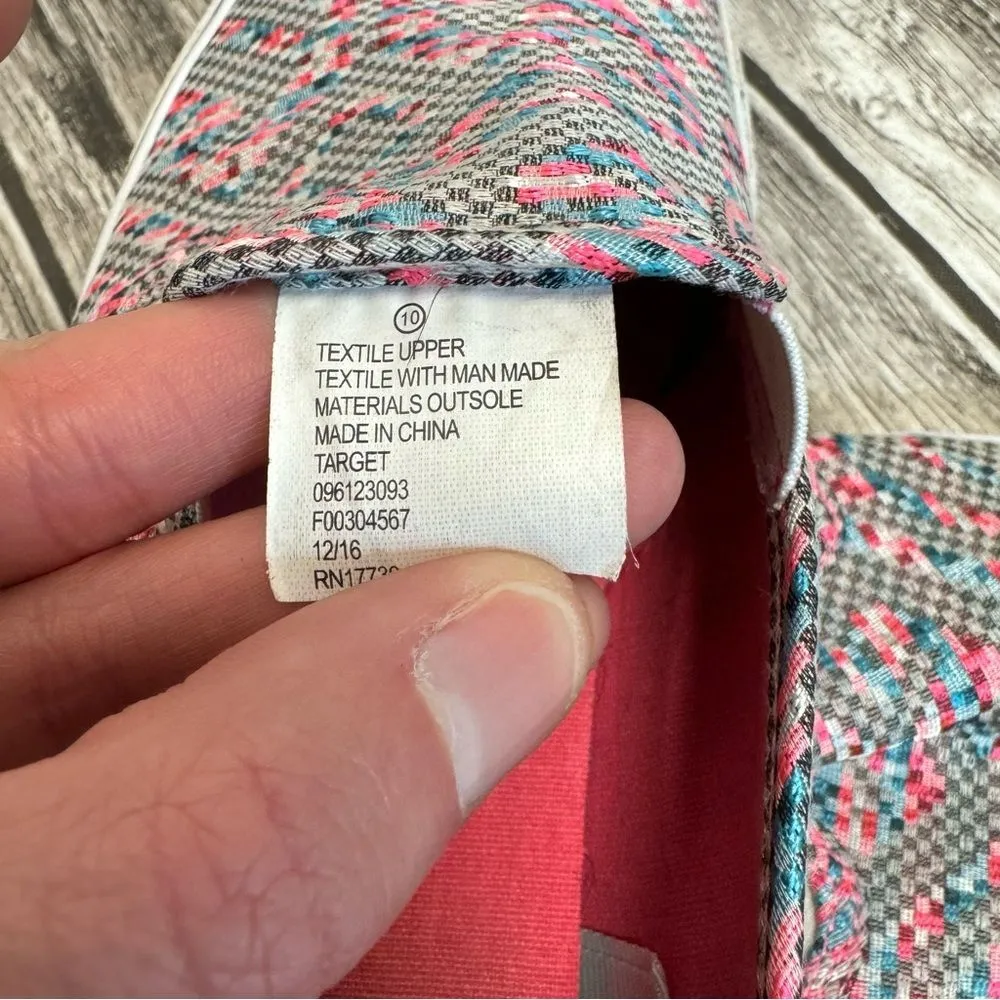 10
TEXTILE UPPER
TEXTILE WITH MAN MADE
MATERIALS OUTSOLE
MADE IN CHINA
TARGET
096123093
F00304567
12/16